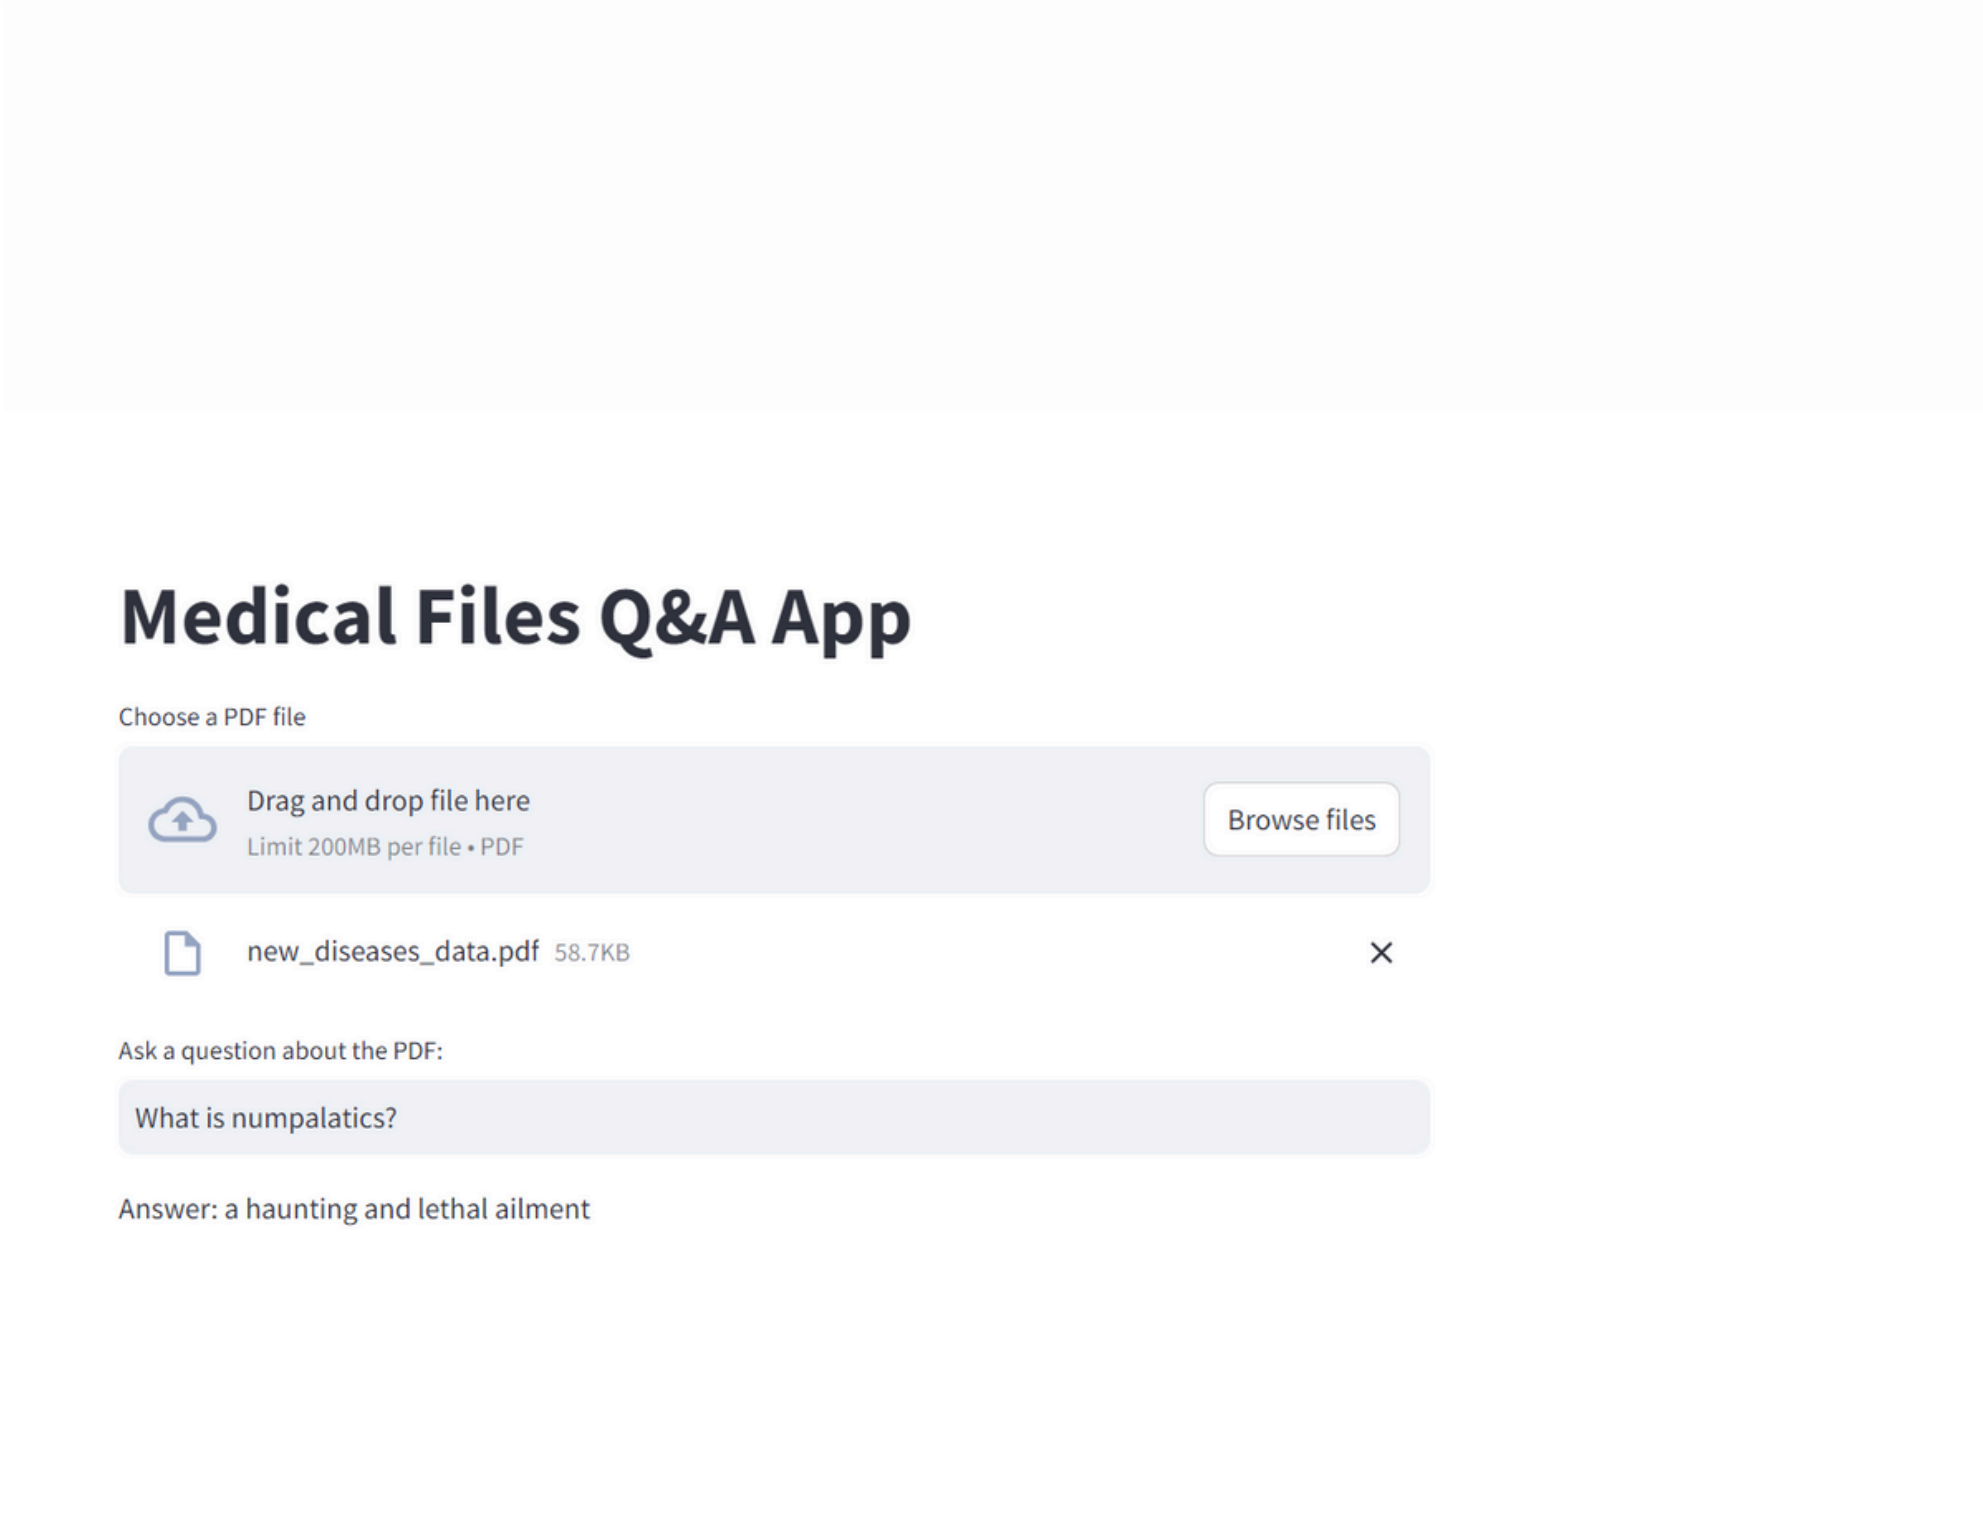 Medical Files Q&A App
Choose a PDF file
Drag and drop file here
Limit 200MB per file • PDF
Browse files
new_diseases_data.pdf 58.7KB
Ask a question about the PDF:
What is numpalatics?
Answer: a haunting and lethal ailment